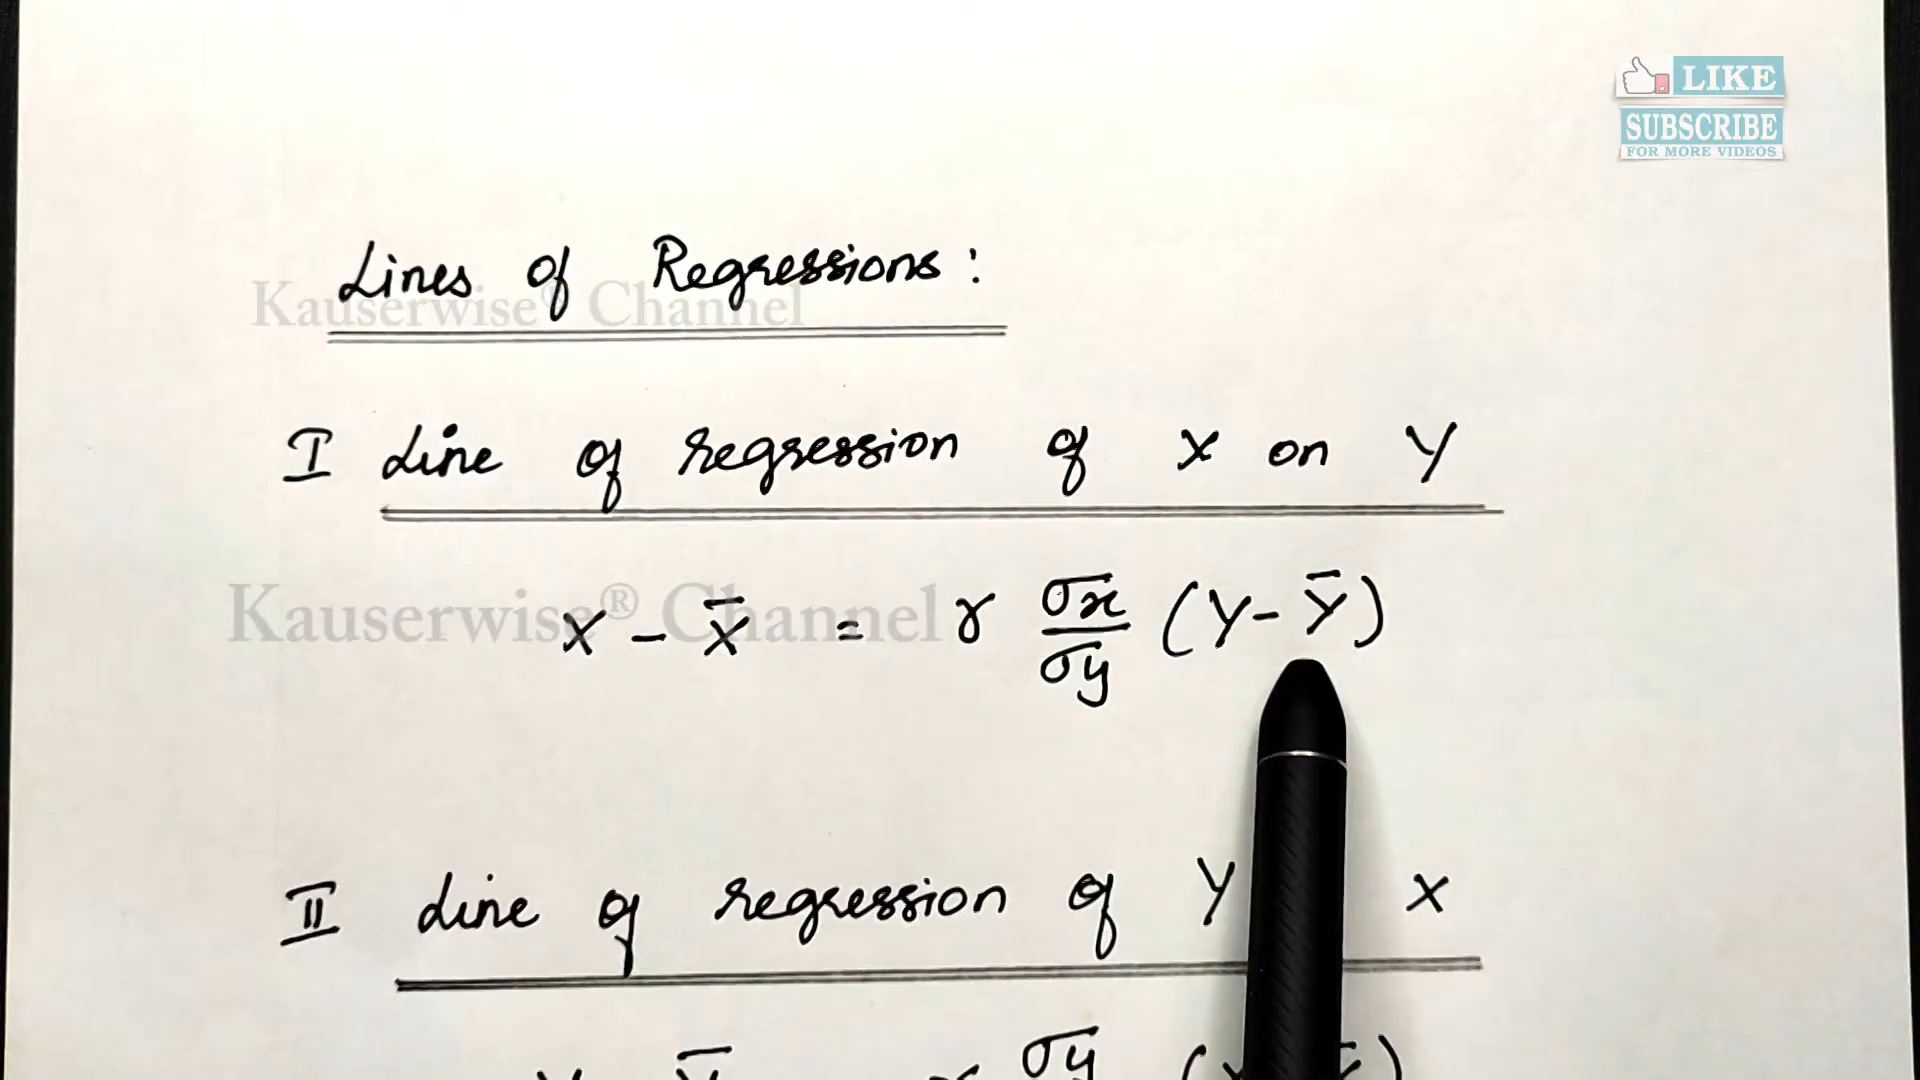 LIKE
SUBSCRIBE
FOR MORE VIDEOS
Lines of Regressions:
Kauserwise® Channel
I Line of regression of X on Y
Kauserwise® Channel
X - X̄ = r σx/σy (Y - Ȳ)
II Line of regression of Y X
σy